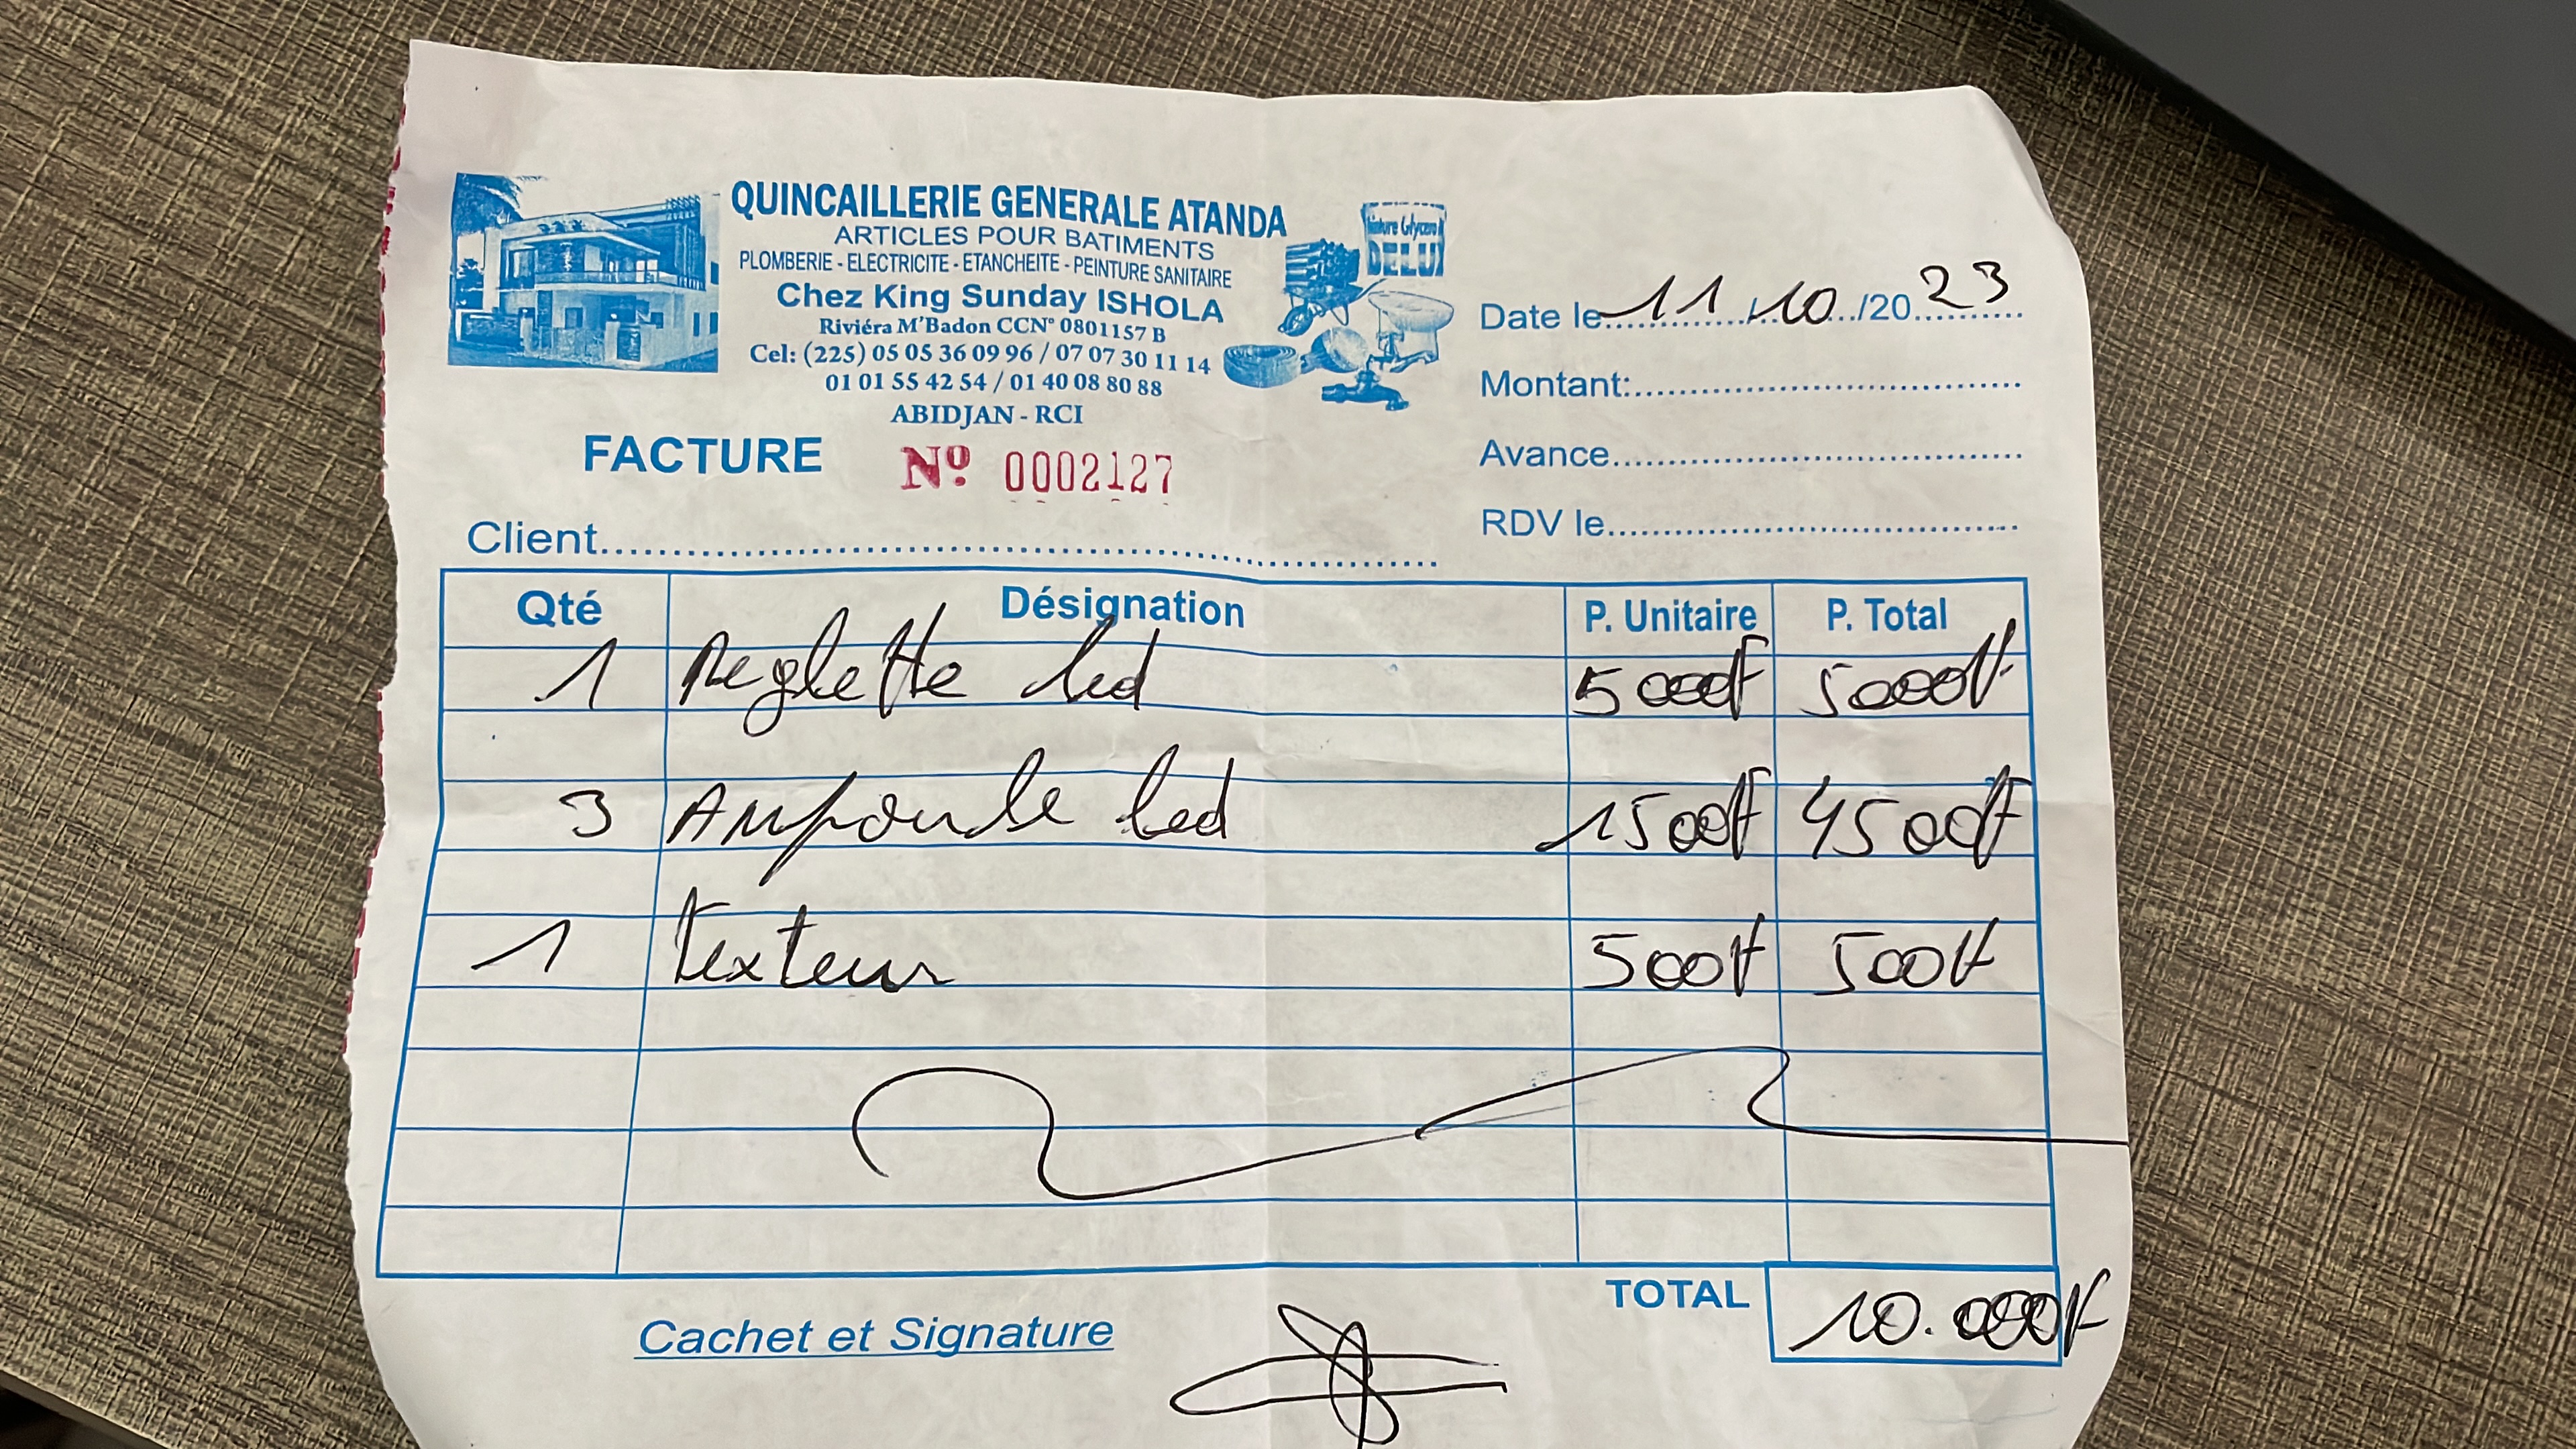 QUINCAILLERIE GENERALE ATANDA
ARTICLES POUR BATIMENTS
PLOMBERIE - ELECTRICITE - ETANCHEITE - PEINTURE SANITAIRE
Chez King Sunday ISHOLA
Riviéra M'Badon CCN° 0801157 B
Cel: (225) 05 05 36 09 96 / 07 07 30 11 14
01 01 55 42 54 / 01 40 08 80 88
ABIDJAN - RCI
DELUX
Date le 11/10/2023
Montant:
Avance
RDV le
FACTURE Nº 0002127
Client
Qté Désignation P. Unitaire P. Total
1 Reglette led 5000f 5000f
3 Ampoule led 1500f 4500f
1 texteur 500f 500f
TOTAL 10.000f
Cachet et Signature